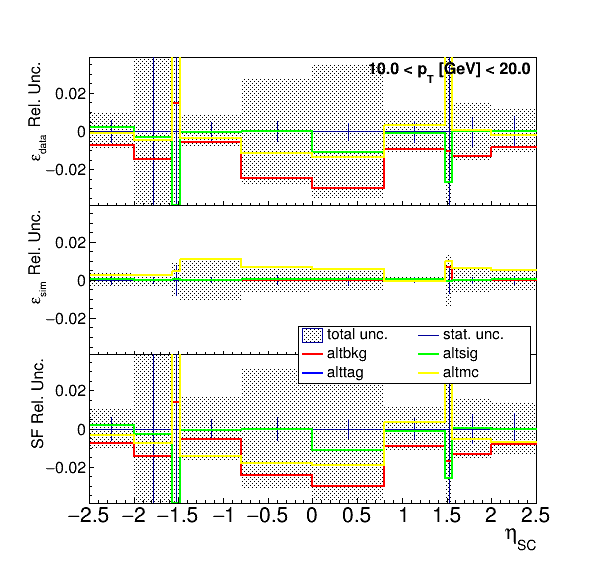 10.0 < p_T [GeV] < 20.0
ε_data Rel. Unc.
0.02
0
−0.02
ε_sim Rel. Unc.
0.02
0
−0.02
total unc. stat. unc.
altbkg altsig
alttag altmc
SF Rel. Unc.
0.02
0
−0.02
−2.5 −2 −1.5 −1 −0.5 0 0.5 1 1.5 2 2.5
η_SC